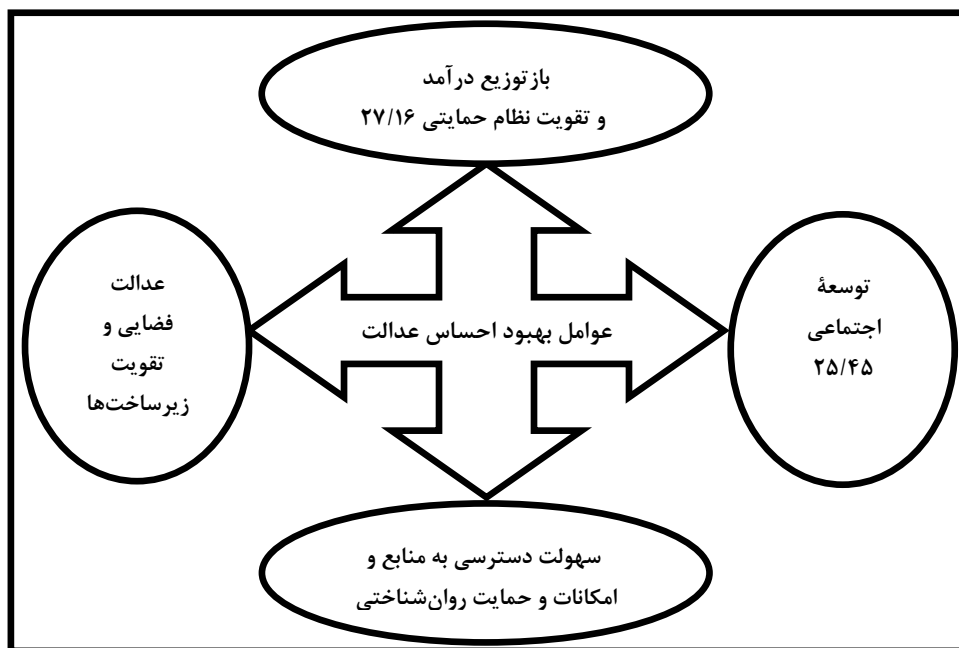 بازتوزیع درآمد
و تقویت نظام حمایتی ۲۷/۱۶
توسعۀ
اجتماعی
۲۵/۴۵
عوامل بهبود احساس عدالت
عدالت
فضایی و
تقویت
زیرساخت‌ها
سهولت دسترسی به منابع و
امکانات و حمایت روان‌شناختی